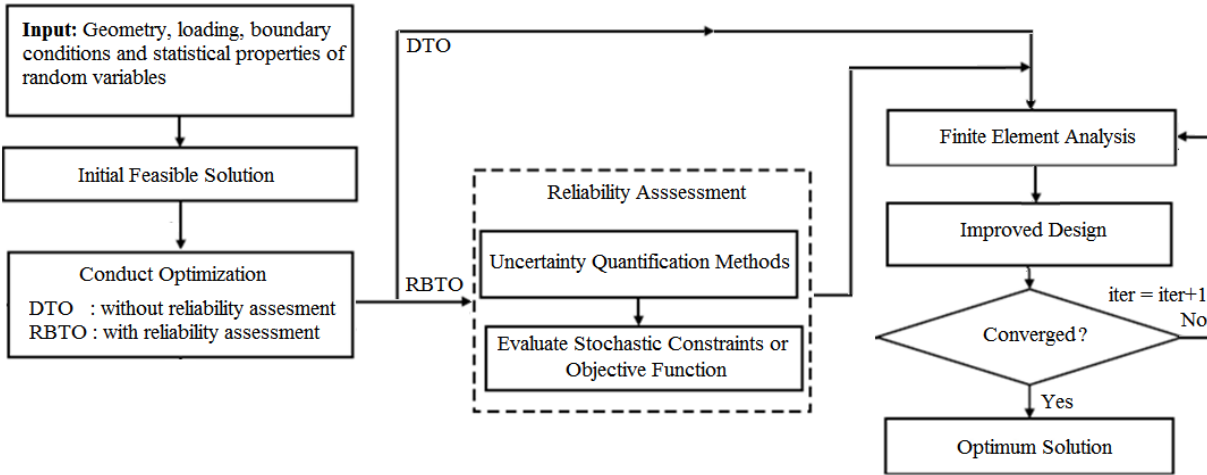 Input: Geometry, loading, boundary
conditions and statistical properties of
random variables
Initial Feasible Solution
Conduct Optimization
DTO : without reliability assesment
RBTO : with reliability assessment
DTO
RBTO
Reliability Asssessment
Uncertainty Quantification Methods
Evaluate Stochastic Constraints or
Objective Function
Finite Element Analysis
Improved Design
iter = iter+1
No
Converged ?
Yes
Optimum Solution